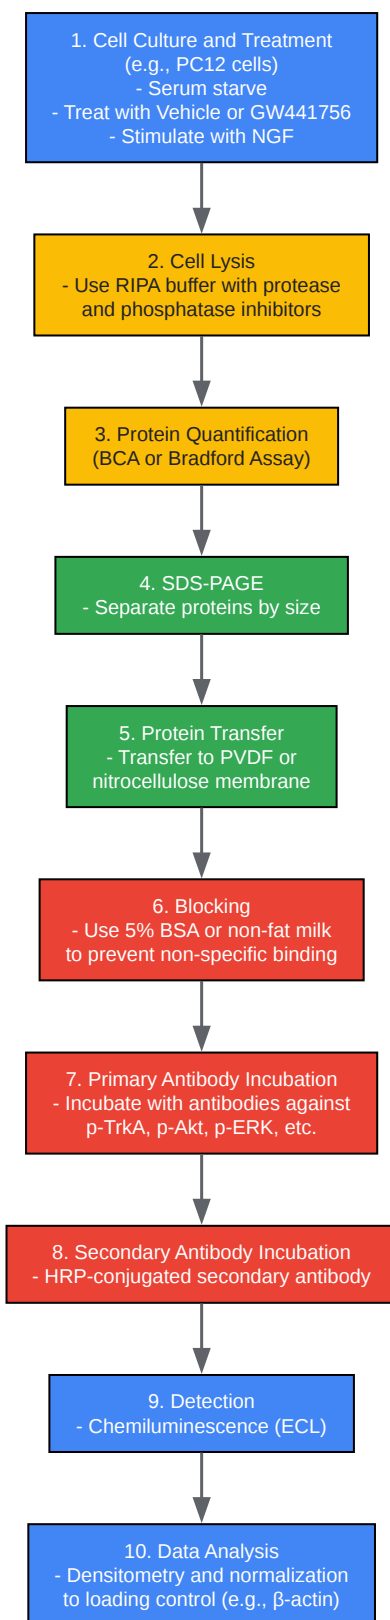 1. Cell Culture and Treatment
(e.g., PC12 cells)
- Serum starve
- Treat with Vehicle or GW441756
- Stimulate with NGF
2. Cell Lysis
- Use RIPA buffer with protease
and phosphatase inhibitors
3. Protein Quantification
(BCA or Bradford Assay)
4. SDS-PAGE
- Separate proteins by size
5. Protein Transfer
- Transfer to PVDF or
nitrocellulose membrane
6. Blocking
- Use 5% BSA or non-fat milk
to prevent non-specific binding
7. Primary Antibody Incubation
- Incubate with antibodies against
p-TrkA, p-Akt, p-ERK, etc.
8. Secondary Antibody Incubation
- HRP-conjugated secondary antibody
9. Detection
- Chemiluminescence (ECL)
10. Data Analysis
- Densitometry and normalization
to loading control (e.g., β-actin)